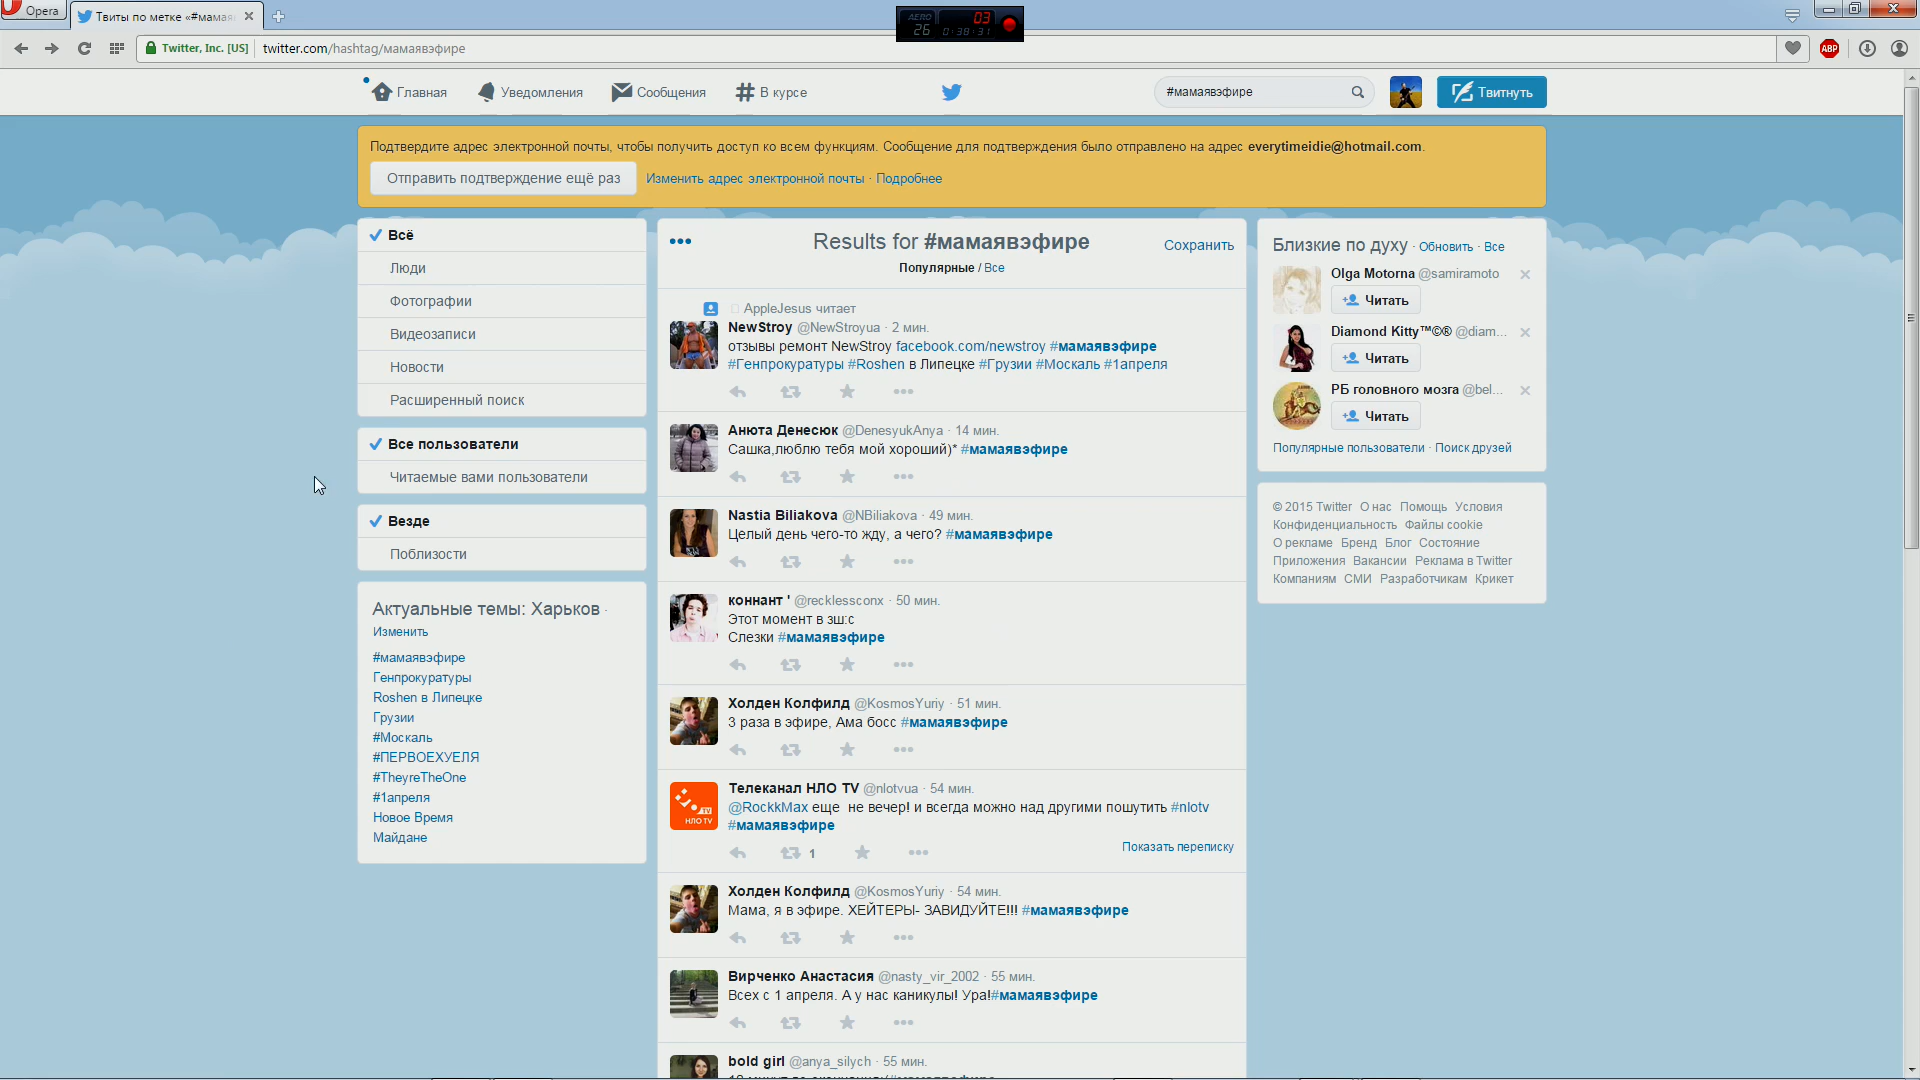 Opera
Твиты по метке «#мамая
AERO
26
03
0:38:31
Twitter, Inc. [US]
twitter.com/hashtag/мамаявэфире
ABP
Главная
Уведомления
Сообщения
В курсе
#мамаявэфире
Твитнуть
Подтвердите адрес электронной почты, чтобы получить доступ ко всем функциям. Сообщение для подтверждения было отправлено на адрес everytimeidie@hotmail.com.
Отправить подтверждение ещё раз
Изменить адрес электронной почты · Подробнее
Всё
Люди
Фотографии
Видеозаписи
Новости
Расширенный поиск
Все пользователи
Читаемые вами пользователи
Везде
Поблизости
Актуальные темы: Харьков ·
Изменить
#мамаявэфире
Генпрокуратуры
Roshen в Липецке
Грузии
#Москаль
#ПЕРВОЕХУЕЛЯ
#TheyreTheOne
#1апреля
Новое Время
Майдане
Results for #мамаявэфире
Сохранить
Популярные / Все
AppleJesus читает
NewStroy @NewStroyua · 2 мин.
отзывы ремонт NewStroy facebook.com/newstroy #мамаявэфире
#Генпрокуратуры #Roshen в Липецке #Грузии #Москаль #1апреля
Анюта Денесюк @DenesyukAnya · 14 мин.
Сашка,люблю тебя мой хороший)* #мамаявэфире
Nastia Biliakova @NBiliakova · 49 мин.
Целый день чего-то жду, а чего? #мамаявэфире
коннант ' @recklessconx · 50 мин.
Этот момент в зш:с
Слезки #мамаявэфире
Холден Колфилд @KosmosYuriy · 51 мин.
3 раза в эфире, Ама босс #мамаявэфире
TV
НЛО TV
Телеканал НЛО TV @nlotvua · 54 мин.
@RockkMax еще  не вечер! и всегда можно над другими пошутить #nlotv
#мамаявэфире
1
Показать переписку
Холден Колфилд @KosmosYuriy · 54 мин.
Мама, я в эфире. ХЕЙТЕРЫ- ЗАВИДУЙТЕ!!! #мамаявэфире
Вирченко Анастасия @nasty_vir_2002 · 55 мин.
Всех с 1 апреля. А у нас каникулы! Ура!#мамаявэфире
bold girl @anya_silych · 55 мин.
Близкие по духу · Обновить · Все
Olga Motorna @samiramoto
Читать
Diamond Kitty™©® @diam...
Читать
РБ головного мозга @bel...
Читать
Популярные пользователи · Поиск друзей
© 2015 Twitter О нас Помощь Условия
Конфиденциальность Файлы cookie
О рекламе Бренд Блог Состояние
Приложения Вакансии Реклама в Twitter
Компаниям СМИ Разработчикам Крикет